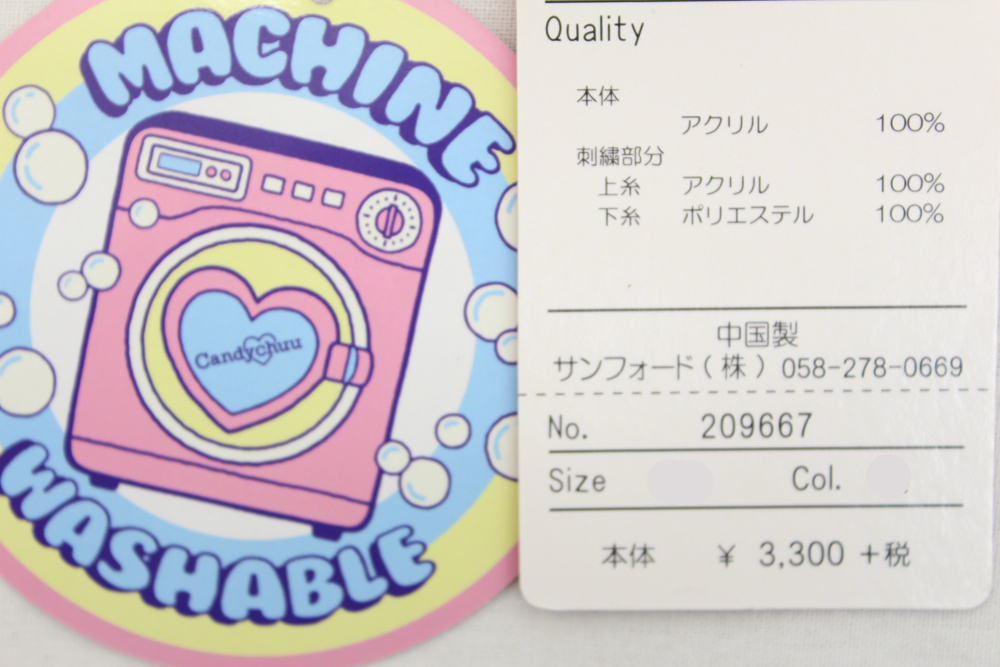 MACHINE
Candychuu
WASHABLE
Quality
本体
アクリル 100%
刺繍部分
上糸 アクリル 100%
下糸 ポリエステル 100%
中国製
サンフォード(株) 058-278-0669
No. 209667
Size Col.
本体 ¥ 3,300 +税